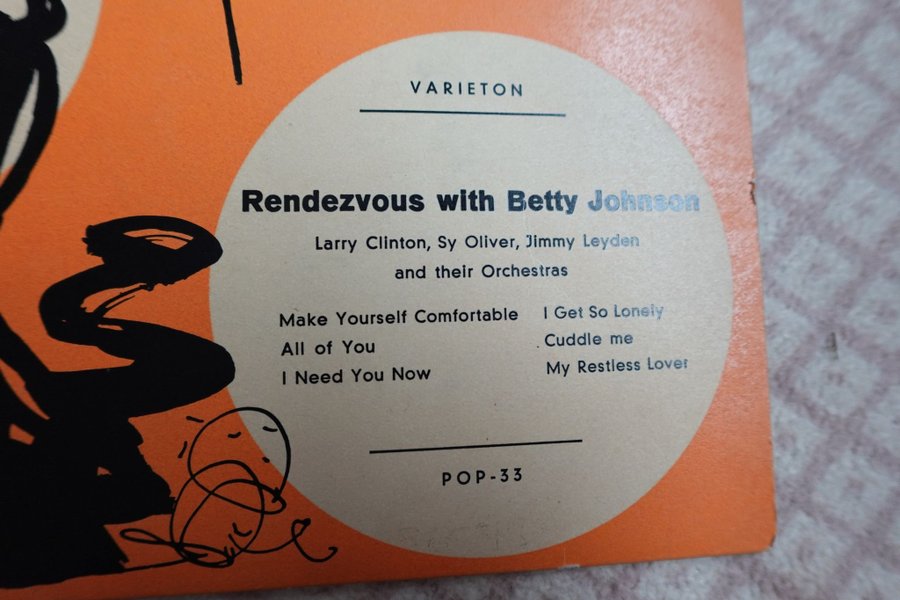 VARIETON
Rendezvous with Betty Johnson
Larry Clinton, Sy Oliver, Jimmy Leyden
and their Orchestras
Make Yourself Comfortable
All of You
I Need You Now
I Get So Lonely
Cuddle me
My Restless Lover
POP-33